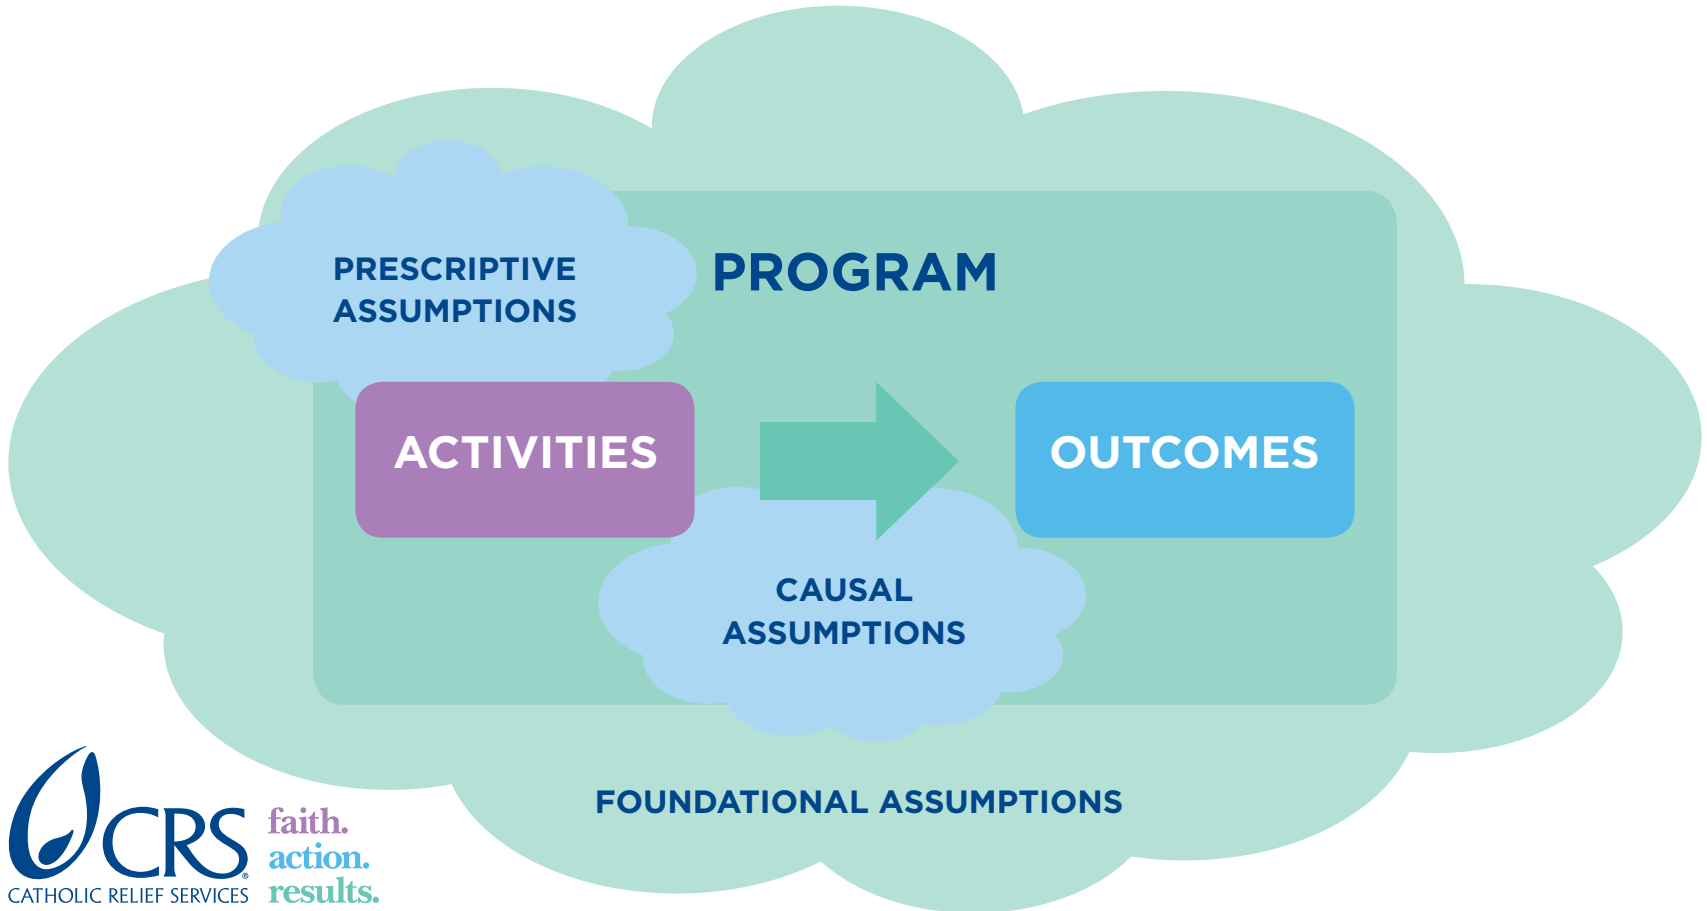 PRESCRIPTIVE
ASSUMPTIONS
PROGRAM
ACTIVITIES
OUTCOMES
CAUSAL
ASSUMPTIONS
FOUNDATIONAL ASSUMPTIONS
CRS®
CATHOLIC RELIEF SERVICES
faith.
action.
results.